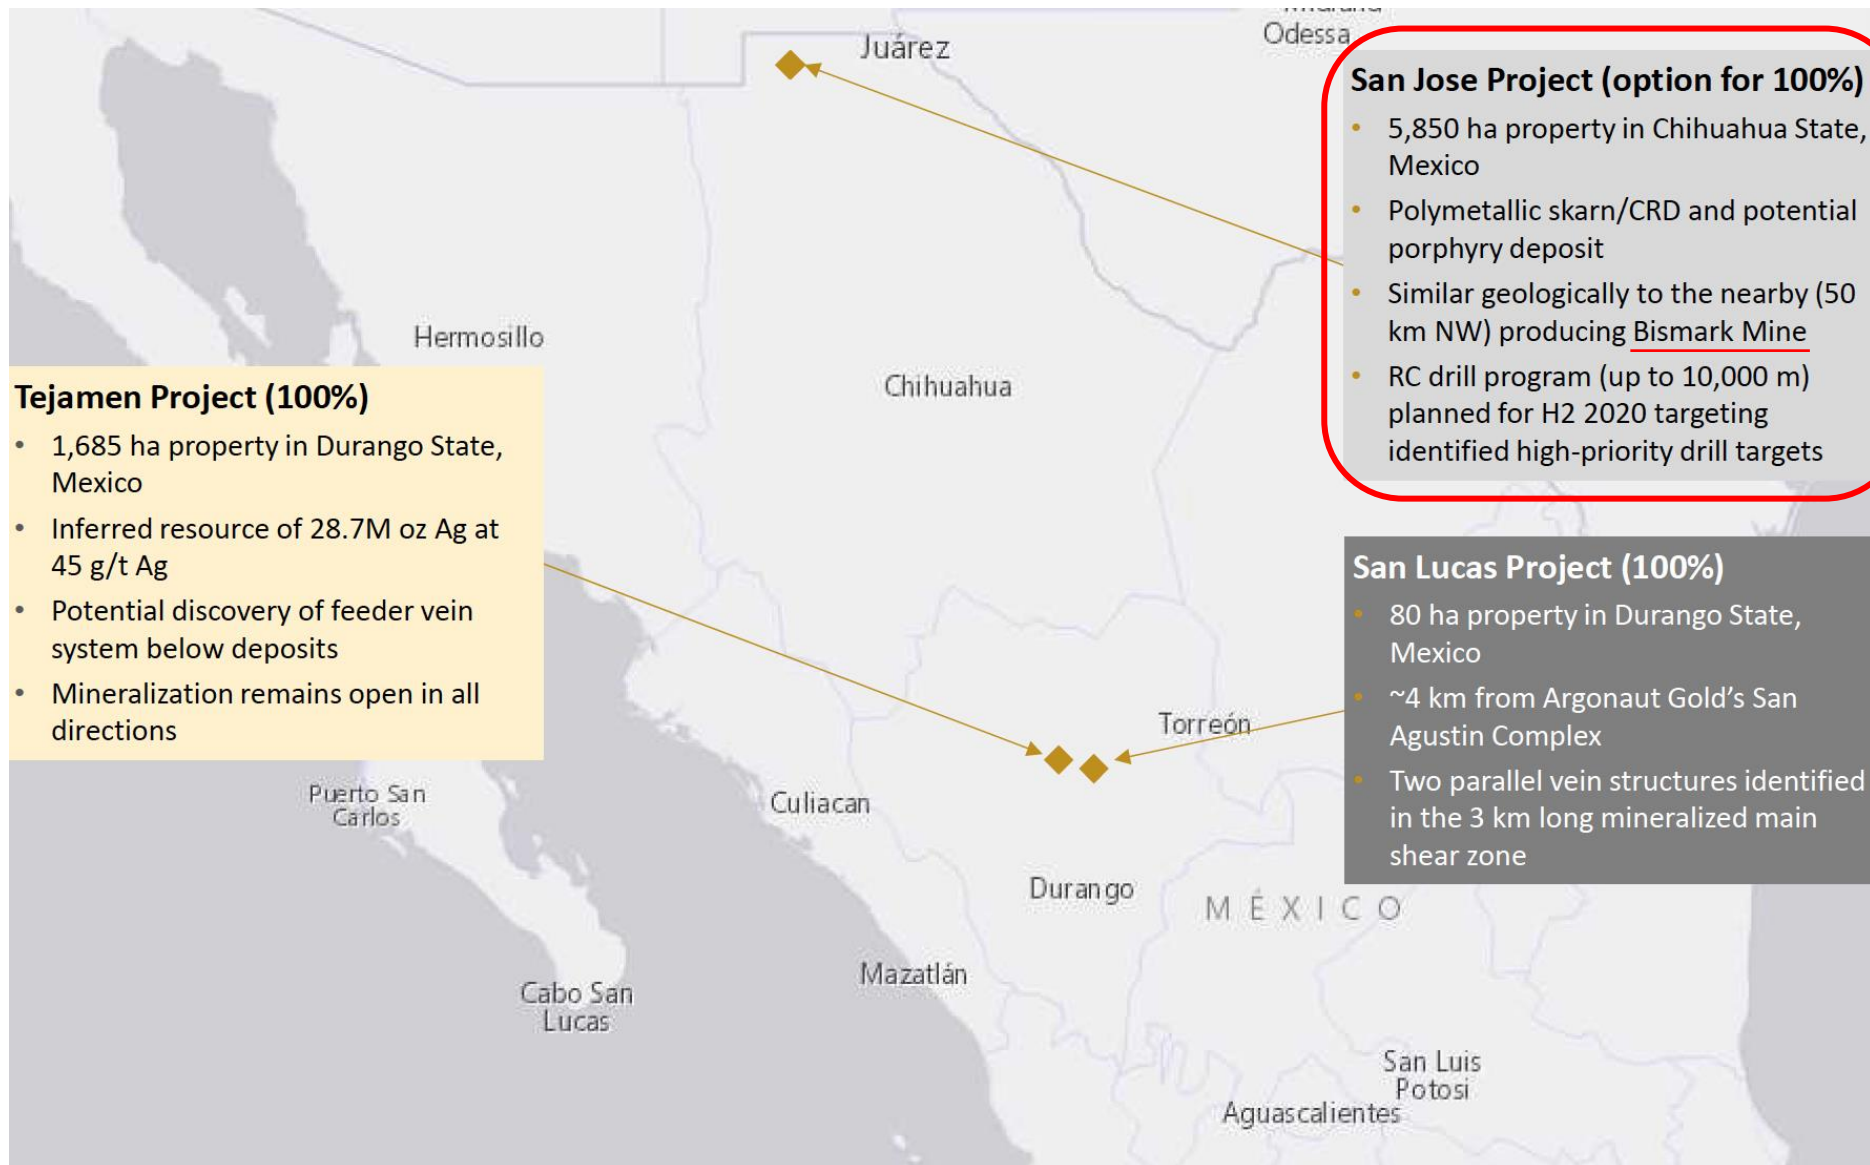 Odessa
Juárez
San Jose Project (option for 100%)
• 5,850 ha property in Chihuahua State,
Mexico
• Polymetallic skarn/CRD and potential
porphyry deposit
• Similar geologically to the nearby (50
km NW) producing Bismark Mine
• RC drill program (up to 10,000 m)
planned for H2 2020 targeting
identified high-priority drill targets
Hermosillo
Chihuahua
Tejamen Project (100%)
• 1,685 ha property in Durango State,
Mexico
• Inferred resource of 28.7M oz Ag at
45 g/t Ag
• Potential discovery of feeder vein
system below deposits
• Mineralization remains open in all
directions
San Lucas Project (100%)
• 80 ha property in Durango State,
Mexico
• ~4 km from Argonaut Gold’s San
Agustin Complex
• Two parallel vein structures identified
in the 3 km long mineralized main
shear zone
Torreón
Puerto San
Carlos
Culiacan
Durango
MÉXICO
Mazatlán
Cabo San
Lucas
San Luis
Potosi
Aguascalientes